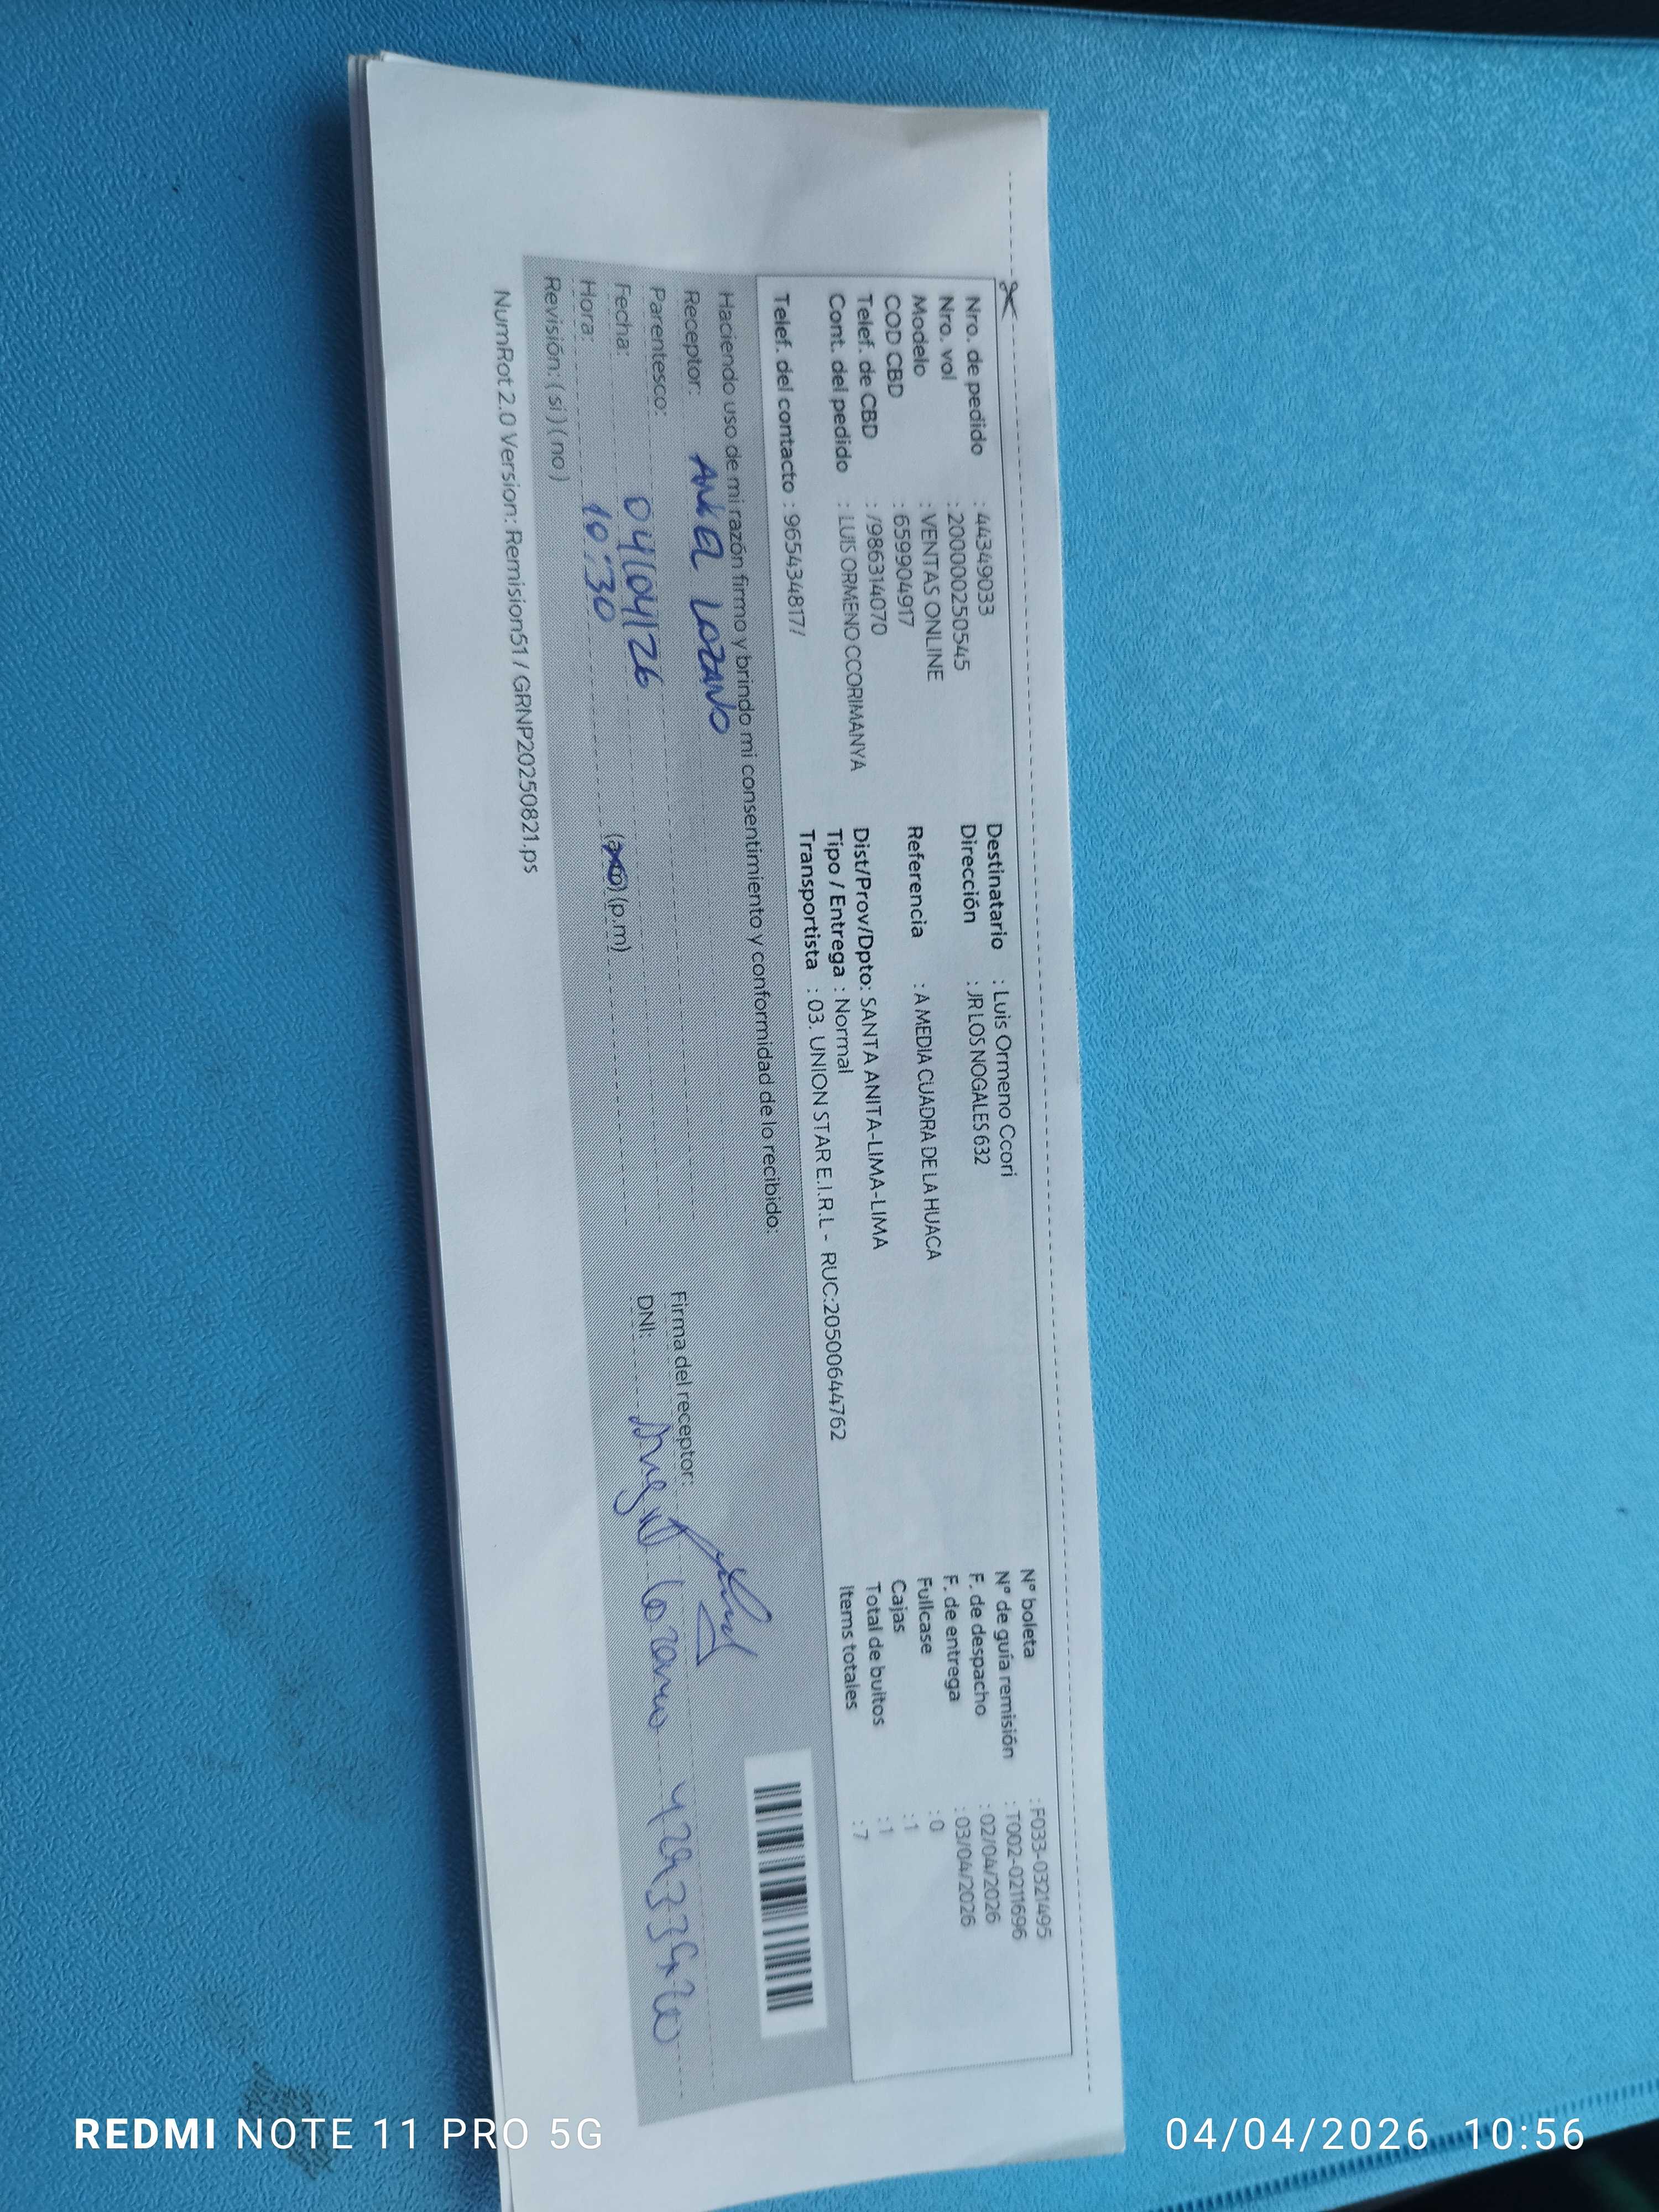 Nro. de pedido : 44349033
Nro. vol : 2000000250545
Modelo : VENTAS ONLINE
COD CBD : 659904917
Telef. de CBD : /986314070
Cont. del pedido : LUIS ORMENO CCORIMANYA
Telef. del contacto : 965434817/
Destinatario : Luis Ormeno Ccori
Dirección : JR LOS NOGALES 632
Referencia : A MEDIA CUADRA DE LA HUACA
Dist/Prov/Dpto: SANTA ANITA-LIMA-LIMA
Tipo / Entrega : Normal
Transportista : 03. UNION STAR E.I.R.L - RUC:20500644762
N° boleta : F033-0321495
N° de guía remisión : T002-0211696
F. de despacho : 02/04/2026
F. de entrega : 03/04/2026
Fullcase : 0
Cajas : 1
Total de bultos : 1
Items totales : 7
Haciendo uso de mi razón firmo y brindo mi consentimiento y conformidad de lo recibido:
Receptor: LOZANO
Parentesco:
Fecha: 04/04/26
Hora: 10:30 (p.m)
Revisión: ( si ) ( no )
Firma del receptor:
DNI:
NumRot 2.0 Version: Remision51 / GRNP20250821.ps
REDMI NOTE 11 PRO 5G
04/04/2026 10:56